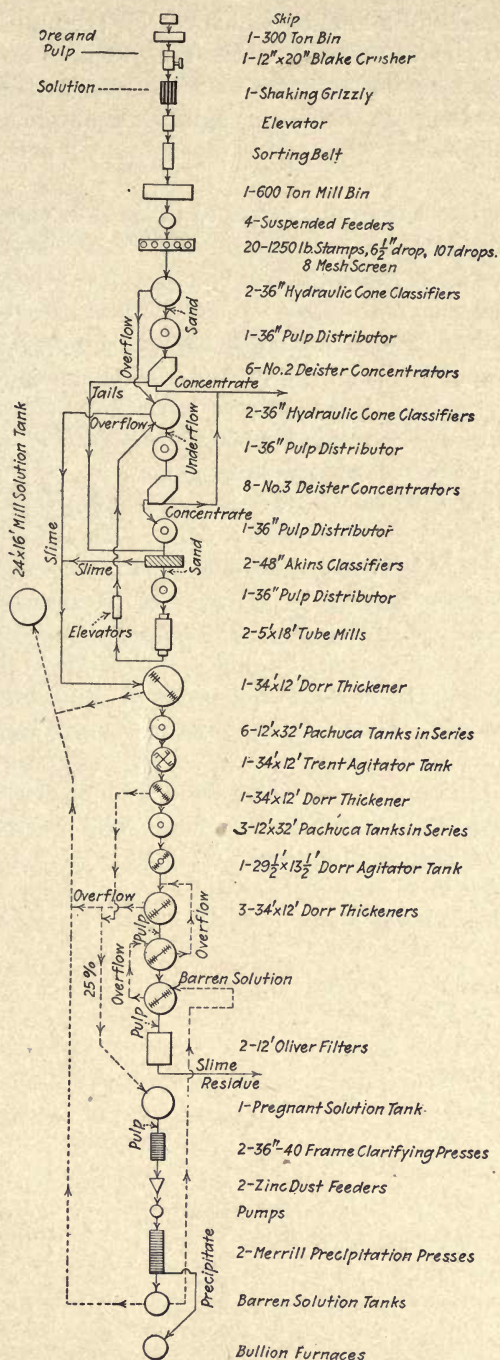 Skip
Ore and
Pulp
1-300 Ton Bin
1-12"x20" Blake Crusher
Solution
1-Shaking Grizzly
Elevator
Sorting Belt
1-600 Ton Mill Bin
4-Suspended Feeders
20-1250 lb. Stamps, 6½" drop, 107 drops.
8 Mesh Screen
2-36" Hydraulic Cone Classifiers
Overflow
Sand
1-36" Pulp Distributor
6-No.2 Deister Concentrators
Concentrate
Tails
Overflow
2-36" Hydraulic Cone Classifiers
Underflow
1-36" Pulp Distributor
8-No.3 Deister Concentrators
Concentrate
24'x16' Mill Solution Tank
Slime
1-36" Pulp Distributor
Slime
Sand
2-48" Akins Classifiers
1-36" Pulp Distributor
Elevators
2-5'x18' Tube Mills
1-34'x12' Dorr Thickener
6-12'x32' Pachuca Tanks in Series
1-34'x12' Trent Agitator Tank
1-34'x12' Dorr Thickener
3-12'x32' Pachuca Tanks in Series
1-29½'x13½' Dorr Agitator Tank
Overflow
3-34'x12' Dorr Thickeners
Pulp
Overflow
25%
Overflow
Barren Solution
Pulp
2-12' Oliver Filters
Slime
Residue
1-Pregnant Solution Tank
Pulp
2-36"-40 Frame Clarifying Presses
2-Zinc Dust Feeders
Pumps
2-Merrill Precipitation Presses
Precipitate
Barren Solution Tanks
Bullion Furnaces